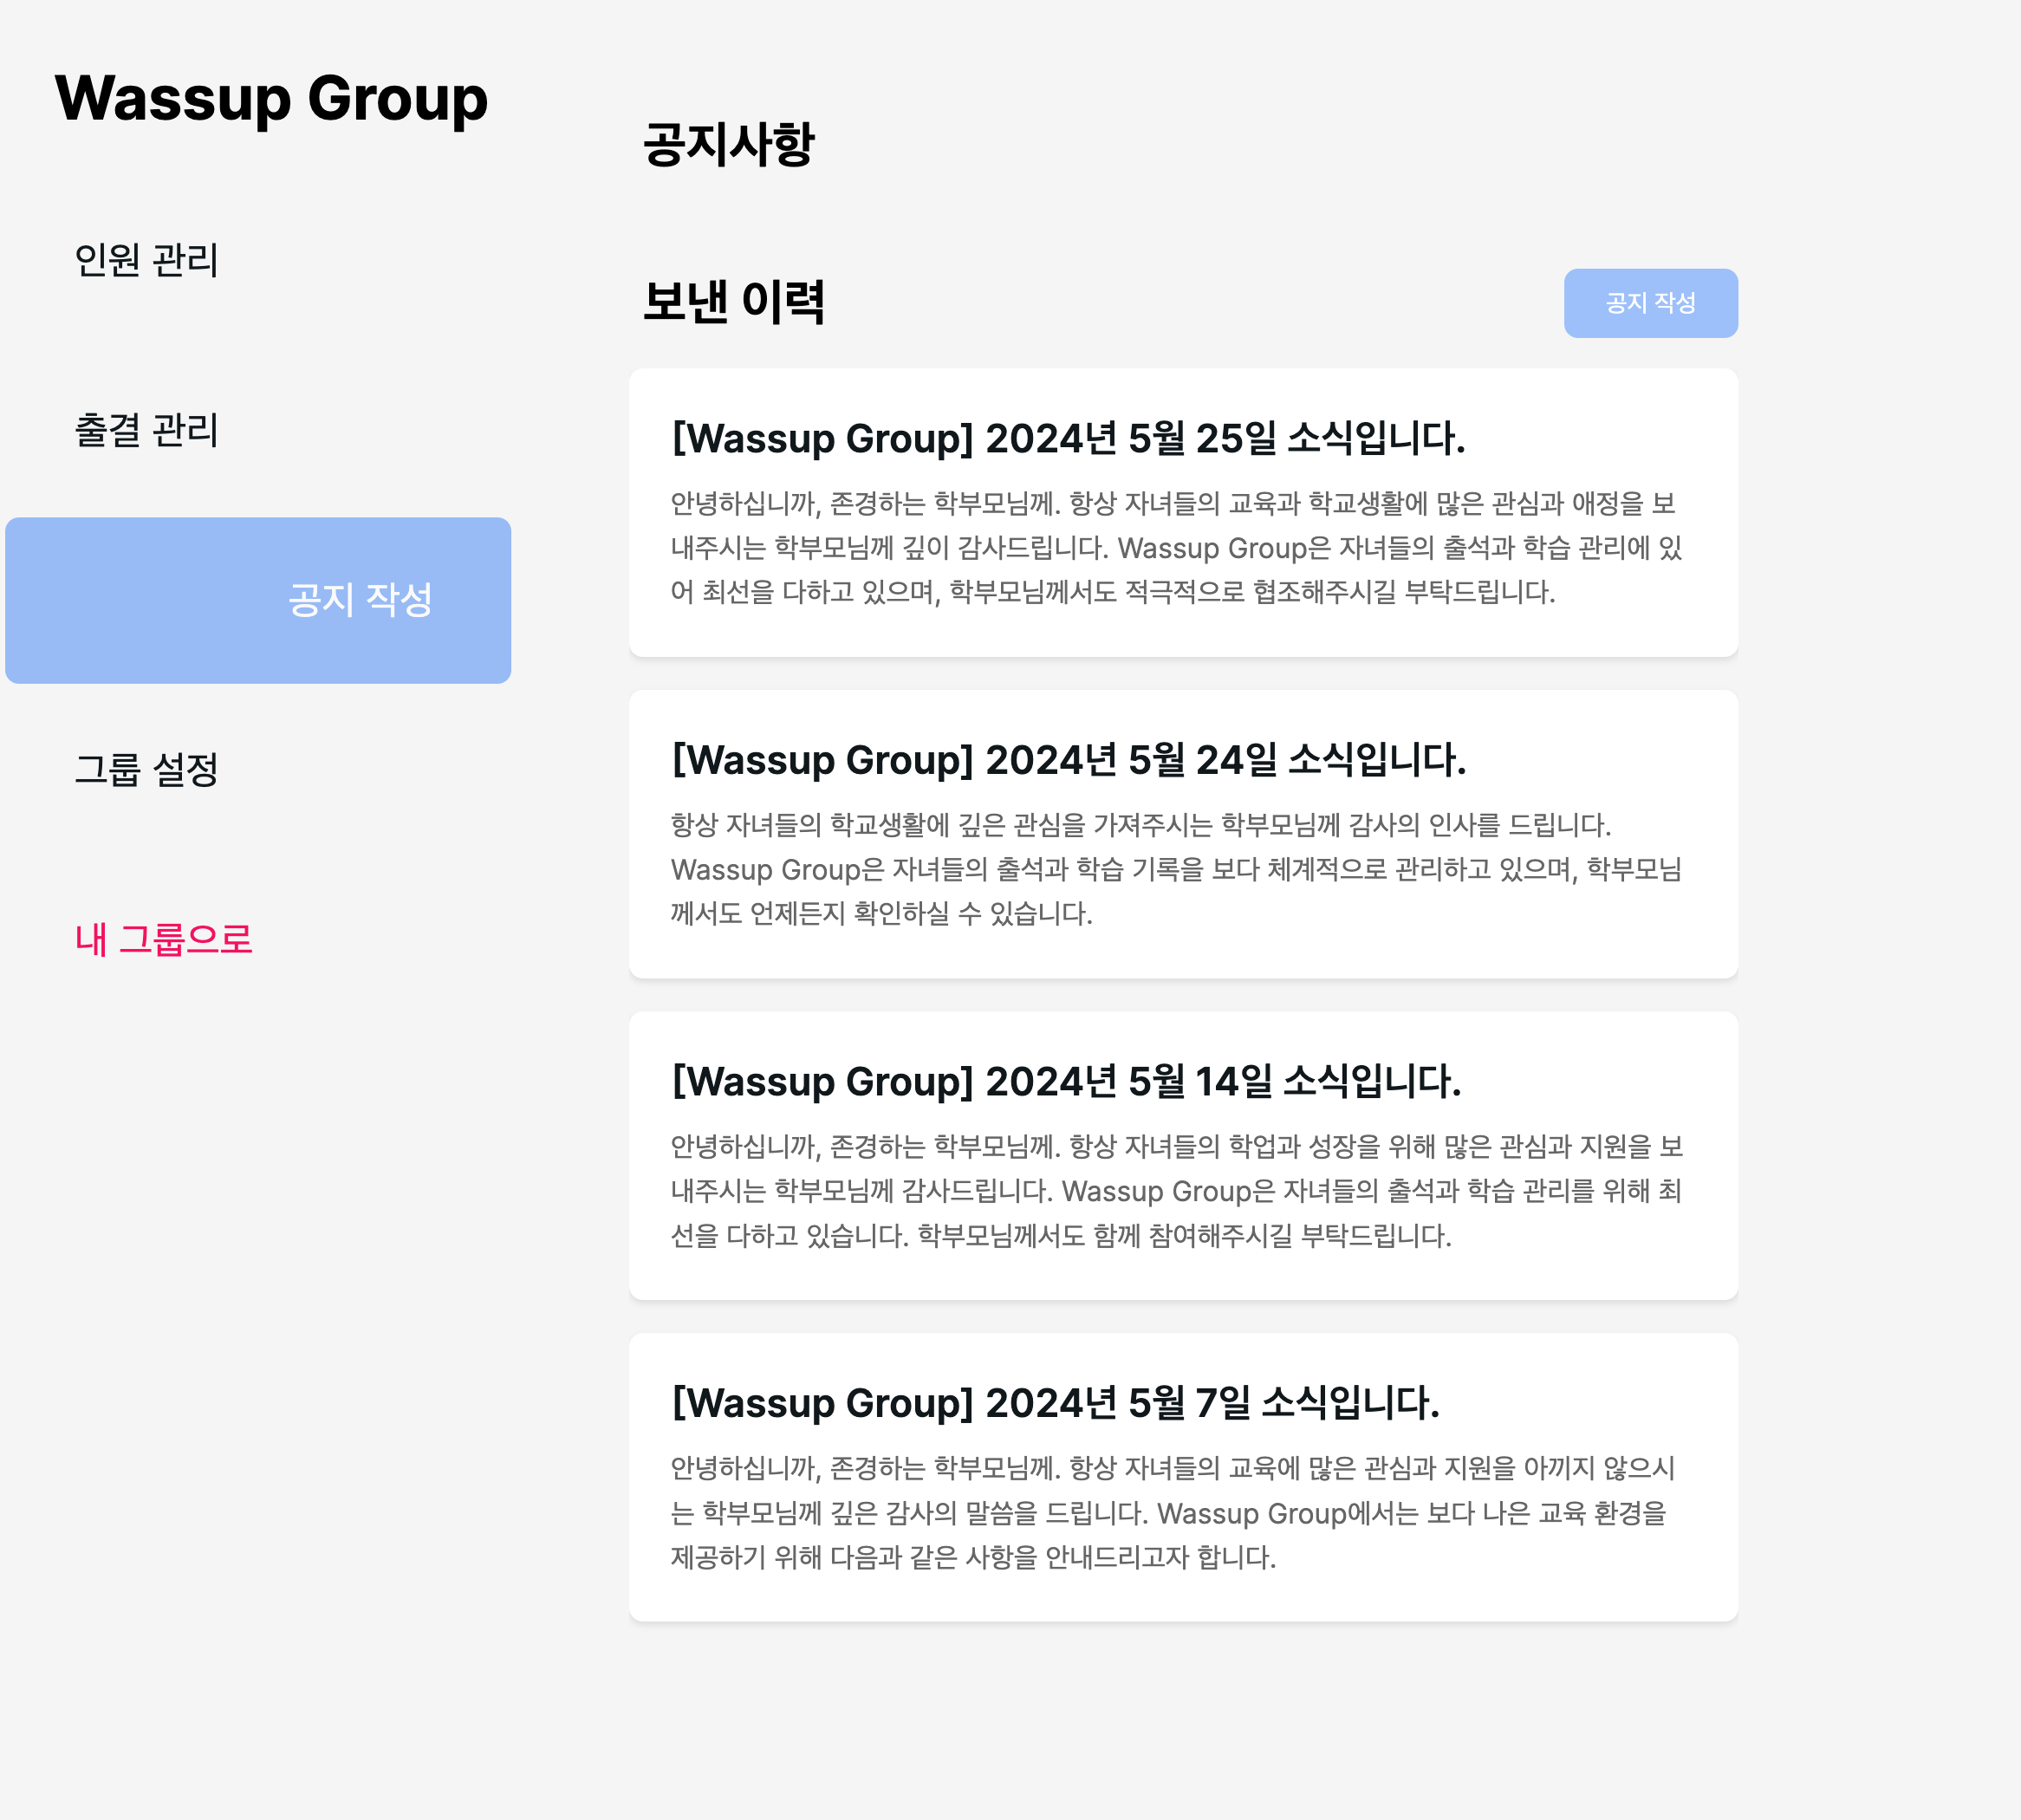 Wassup Group
인원 관리
출결 관리
공지 작성
그룹 설정
내 그룹으로
공지사항
보낸 이력
공지 작성
[Wassup Group] 2024년 5월 25일 소식입니다.
안녕하십니까, 존경하는 학부모님께. 항상 자녀들의 교육과 학교생활에 많은 관심과 애정을 보
내주시는 학부모님께 깊이 감사드립니다. Wassup Group은 자녀들의 출석과 학습 관리에 있
어 최선을 다하고 있으며, 학부모님께서도 적극적으로 협조해주시길 부탁드립니다.
[Wassup Group] 2024년 5월 24일 소식입니다.
항상 자녀들의 학교생활에 깊은 관심을 가져주시는 학부모님께 감사의 인사를 드립니다.
Wassup Group은 자녀들의 출석과 학습 기록을 보다 체계적으로 관리하고 있으며, 학부모님
께서도 언제든지 확인하실 수 있습니다.
[Wassup Group] 2024년 5월 14일 소식입니다.
안녕하십니까, 존경하는 학부모님께. 항상 자녀들의 학업과 성장을 위해 많은 관심과 지원을 보
내주시는 학부모님께 감사드립니다. Wassup Group은 자녀들의 출석과 학습 관리를 위해 최
선을 다하고 있습니다. 학부모님께서도 함께 참여해주시길 부탁드립니다.
[Wassup Group] 2024년 5월 7일 소식입니다.
안녕하십니까, 존경하는 학부모님께. 항상 자녀들의 교육에 많은 관심과 지원을 아끼지 않으시
는 학부모님께 깊은 감사의 말씀을 드립니다. Wassup Group에서는 보다 나은 교육 환경을
제공하기 위해 다음과 같은 사항을 안내드리고자 합니다.